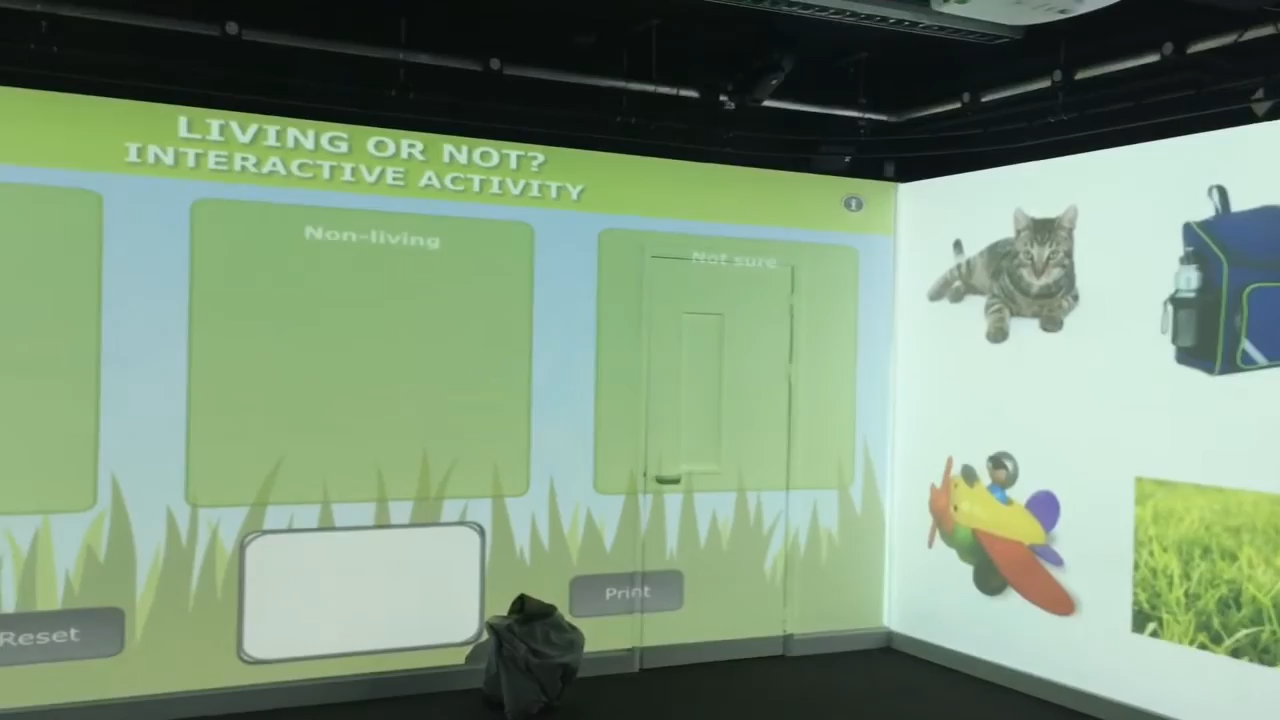 LIVING OR NOT?
INTERACTIVE ACTIVITY
i
Non-living
Not sure
Print
Reset